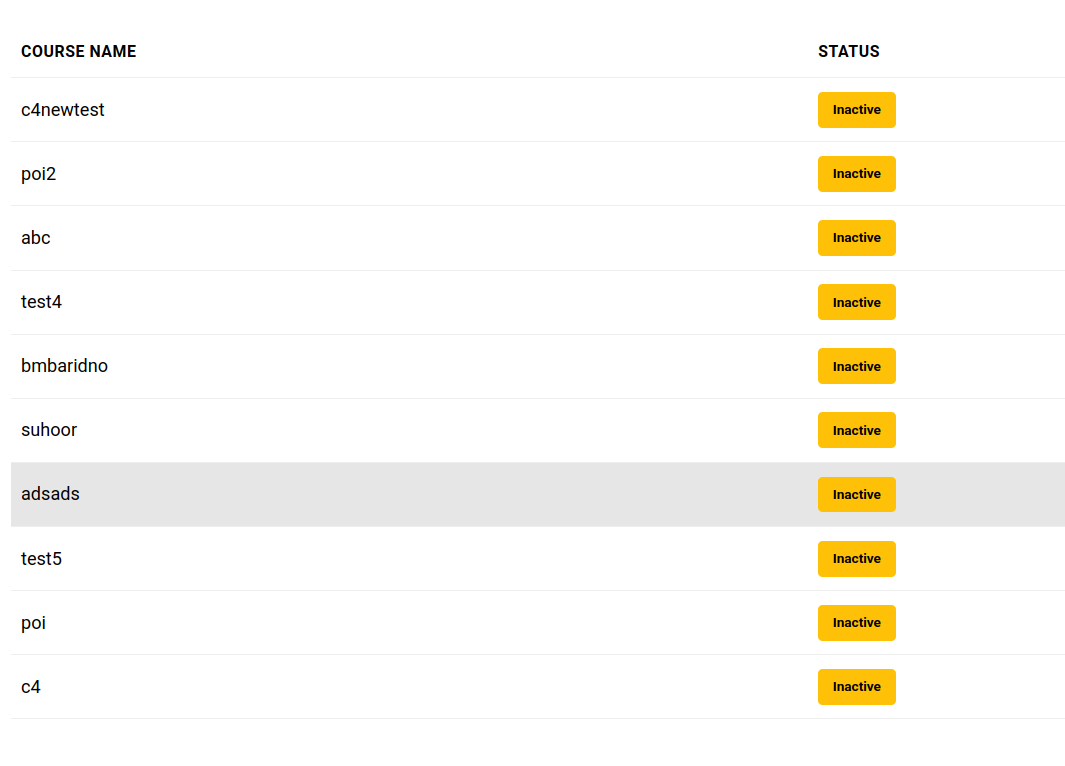 COURSE NAME STATUS
c4newtest Inactive
poi2 Inactive
abc Inactive
test4 Inactive
bmbaridno Inactive
suhoor Inactive
adsads Inactive
test5 Inactive
poi Inactive
c4 Inactive